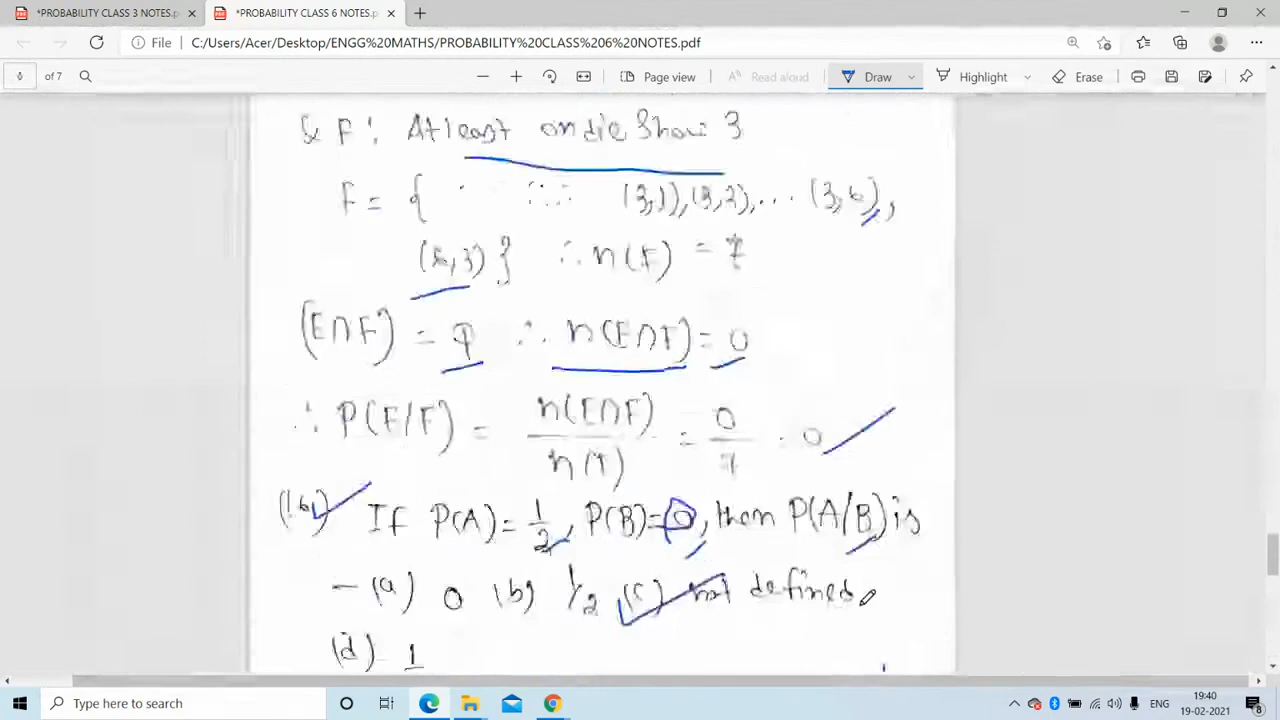 *PROBABILITY CLASS 3 NOTES.p
*PROBABILITY CLASS 6 NOTES.p
File C:/Users/Acer/Desktop/ENGG%20MATHS/PROBABILITY%20CLASS%206%20NOTES.pdf
of 7 Page view Read aloud Draw Highlight Erase
& F : Atleast on die Show 3
F = { (3,1),(3,2),... (3,6),
(5,3)} ∴ n(F) = 7
(E∩F) = φ ∴ n(E∩F) = 0
∴ P(E/F) = n(E∩F) / n(F) = 0/7 = 0
(16) If P(A) = 1/2, P(B)=0, then P(A/B) is
- (a) 0 (b) 1/2 (c) not defined.
(d) 1
Type here to search
ENG
19:40
19-02-2021
8